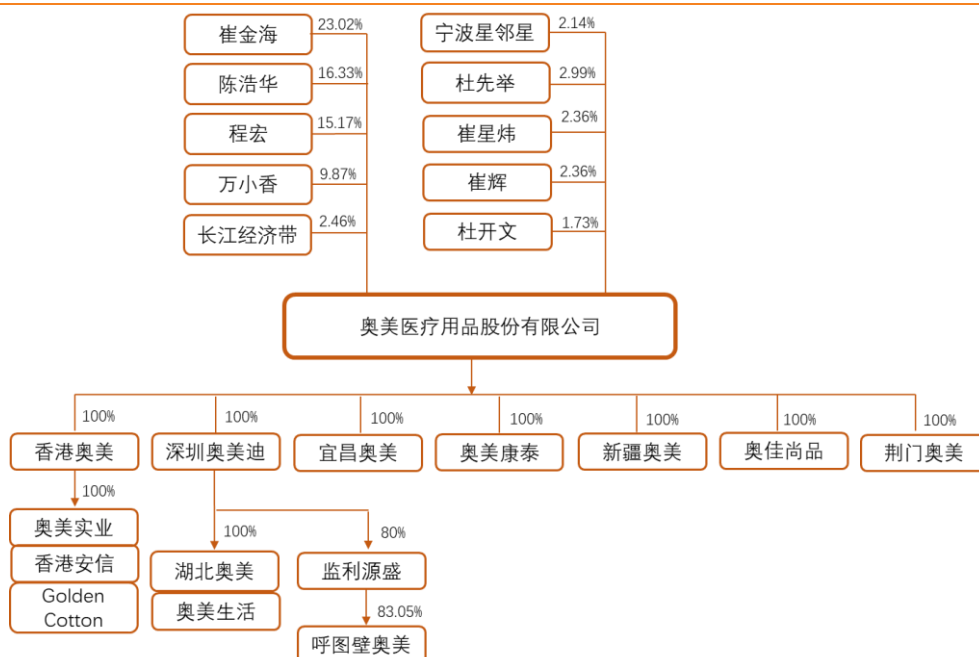 崔金海
23.02%
陈浩华
16.33%
程宏
15.17%
万小香
9.87%
长江经济带
2.46%
宁波星邻星
2.14%
杜先举
2.99%
崔星炜
2.36%
崔辉
2.36%
杜开文
1.73%
奥美医疗用品股份有限公司
100%
香港奥美
100%
深圳奥美迪
100%
宜昌奥美
100%
奥美康泰
100%
新疆奥美
100%
奥佳尚品
100%
荆门奥美
100%
奥美实业
香港安信
Golden
Cotton
100%
湖北奥美
奥美生活
80%
监利源盛
83.05%
呼图壁奥美